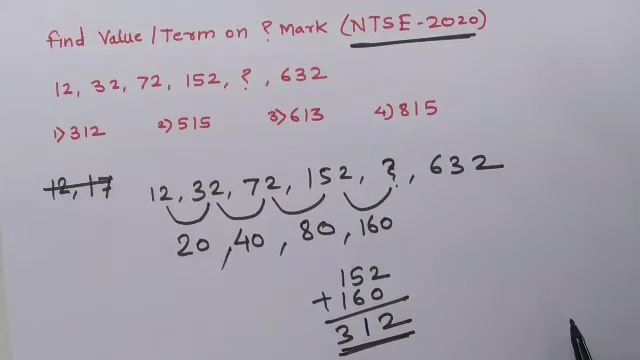 find Value/Term on ? Mark (NTSE-2020)
12, 32, 72, 152, ?, 632
1) 312 2) 515 3) 613 4) 815
12, 17 12, 32, 72, 152, ?, 632
20, 40, 80, 160
152
+160
312